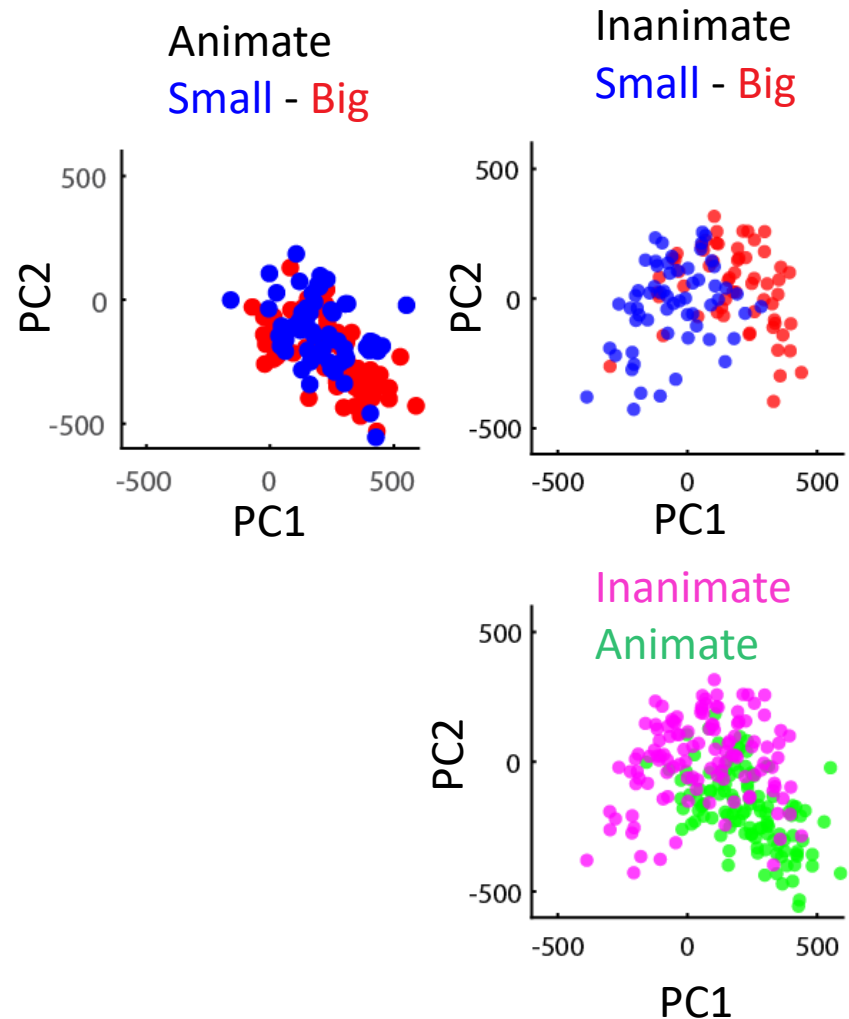 Animate
Small - Big
500
0
-500
PC2
-500 0 500
PC1
Inanimate
Small - Big
500
0
-500
PC2
-500 0 500
PC1
Inanimate
Animate
500
0
-500
PC2
-500 0 500
PC1